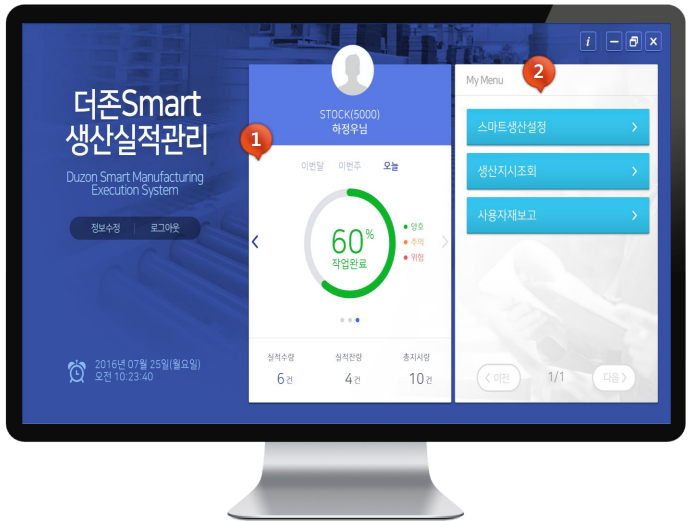 더존Smart
생산실적관리
Duzon Smart Manufacturing
Execution System
정보수정 | 로그아웃
2016년 07월 25일(월요일)
오전 10:23:40
1
STOCK(5000)
하정우님
이번달 이번주 오늘
60%
작업완료
양호
주의
위험
실적수량 실적잔량 총지시량
6건 4건 10건
i
2
My Menu
스마트생산설정
생산지시조회
사용자재보고
이전 1/1 다음